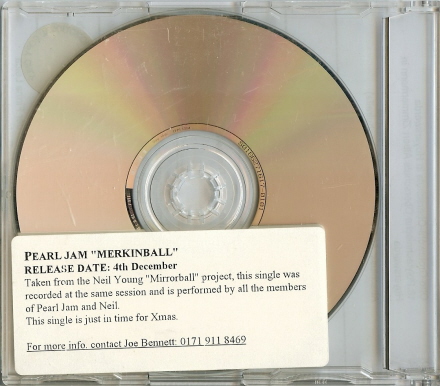 PEARL JAM "MERKINBALL"
RELEASE DATE: 4th December
Taken from the Neil Young "Mirrorball" project, this single was
recorded at the same session and is performed by all the members
of Pearl Jam and Neil.
This single is just in time for Xmas.
For more info. contact Joe Bennett: 0171 911 8469